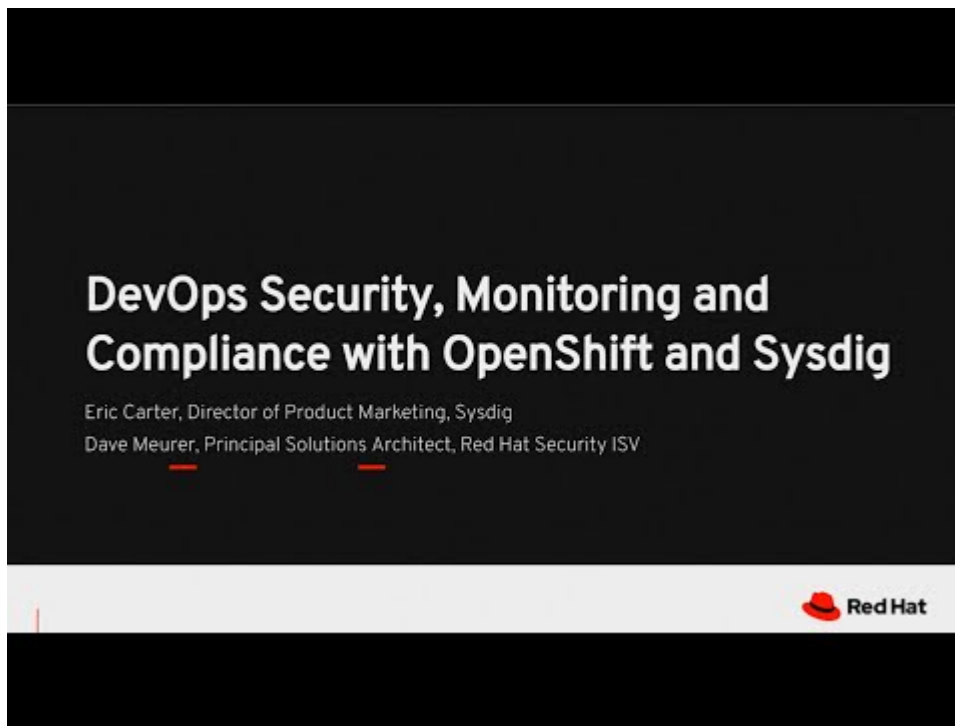 DevOps Security, Monitoring and
Compliance with OpenShift and Sysdig
Eric Carter, Director of Product Marketing, Sysdig
Dave Meurer, Principal Solutions Architect, Red Hat Security ISV
Red Hat